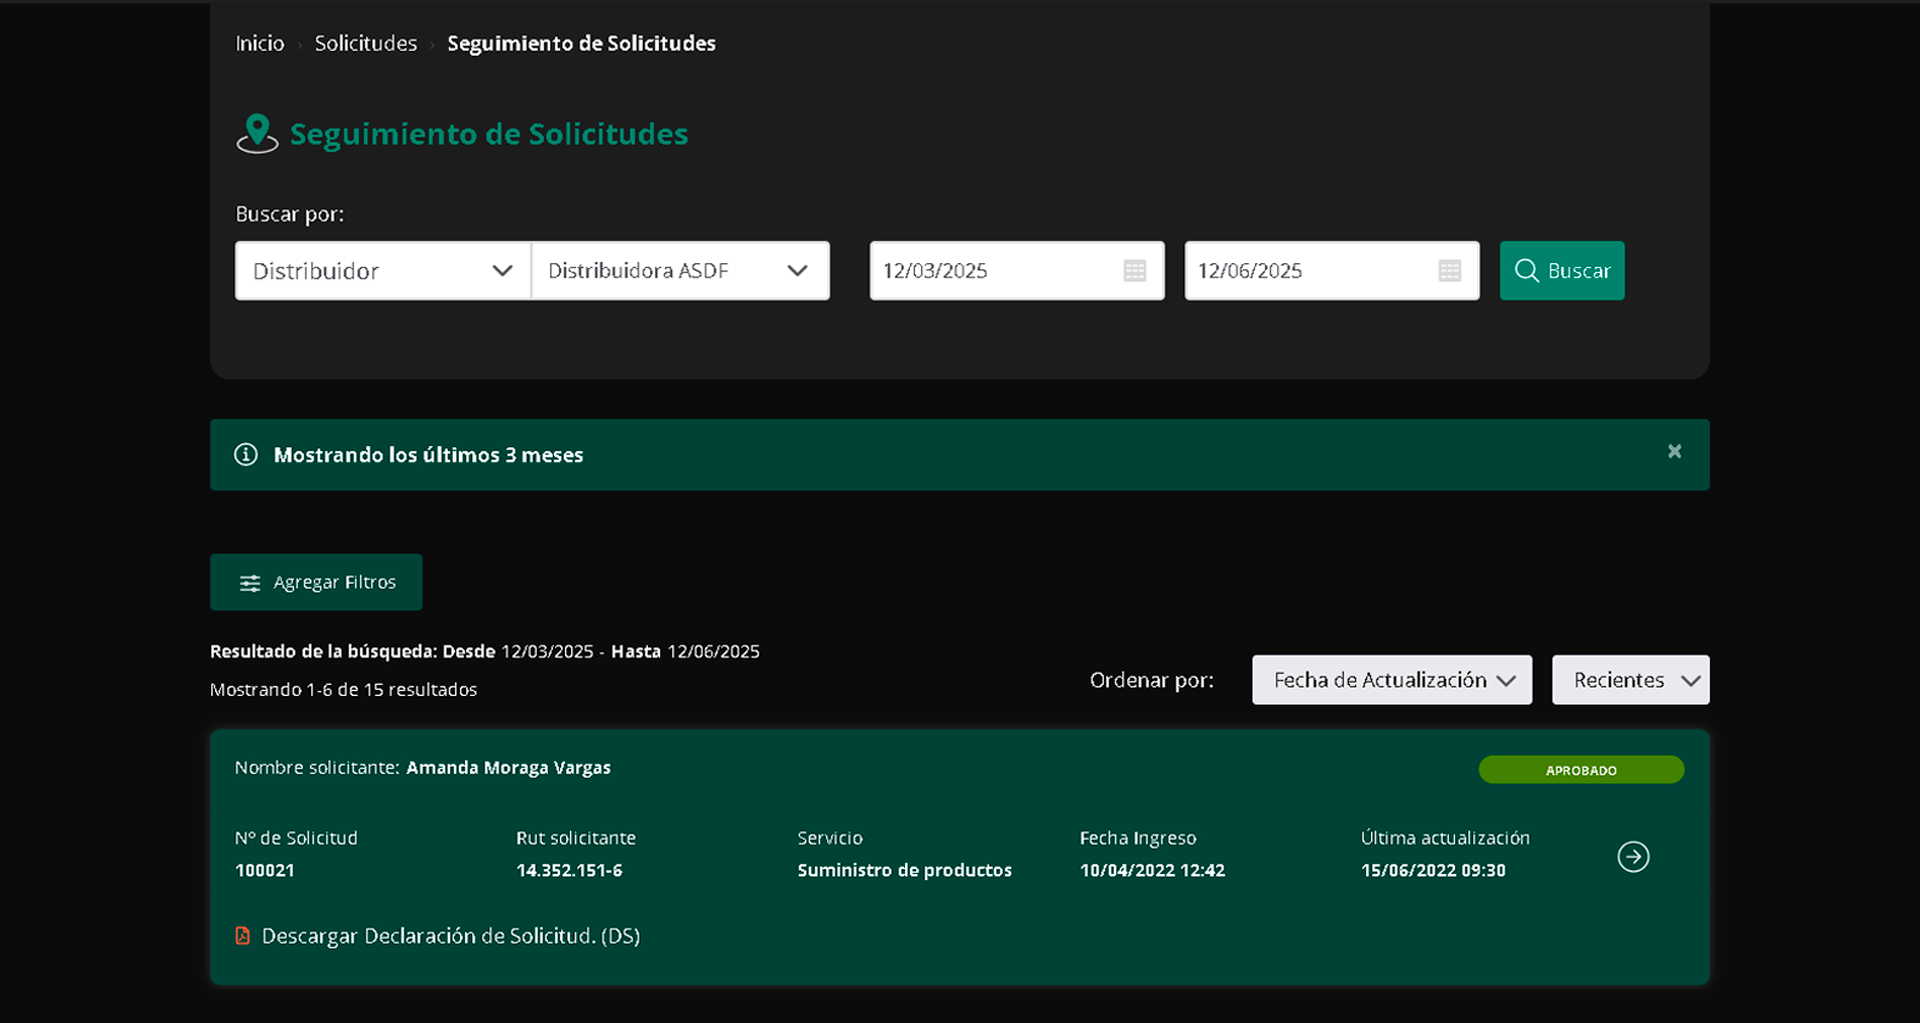 Inicio › Solicitudes › Seguimiento de Solicitudes
Seguimiento de Solicitudes
Buscar por:
Distribuidor Distribuidora ASDF 12/03/2025 12/06/2025 Buscar
Mostrando los últimos 3 meses ×
Agregar Filtros
Resultado de la búsqueda: Desde 12/03/2025 - Hasta 12/06/2025
Mostrando 1-6 de 15 resultados
Ordenar por: Fecha de Actualización Recientes
Nombre solicitante: Amanda Moraga Vargas APROBADO
Nº de Solicitud Rut solicitante Servicio Fecha Ingreso Última actualización
100021 14.352.151-6 Suministro de productos 10/04/2022 12:42 15/06/2022 09:30
Descargar Declaración de Solicitud. (DS)